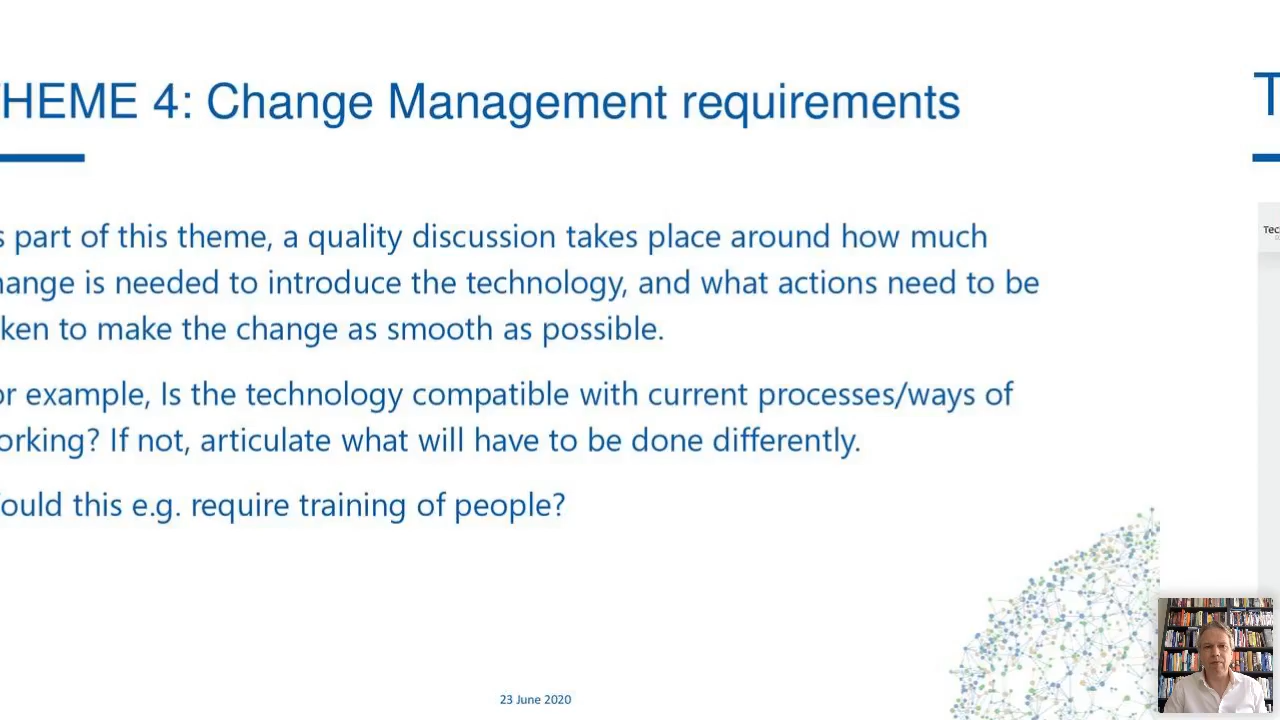 HEME 4: Change Management requirements
T
s part of this theme, a quality discussion takes place around how much
hange is needed to introduce the technology, and what actions need to be
ken to make the change as smooth as possible.
Tec
or example, Is the technology compatible with current processes/ways of
orking? If not, articulate what will have to be done differently.
ould this e.g. require training of people?
23 June 2020